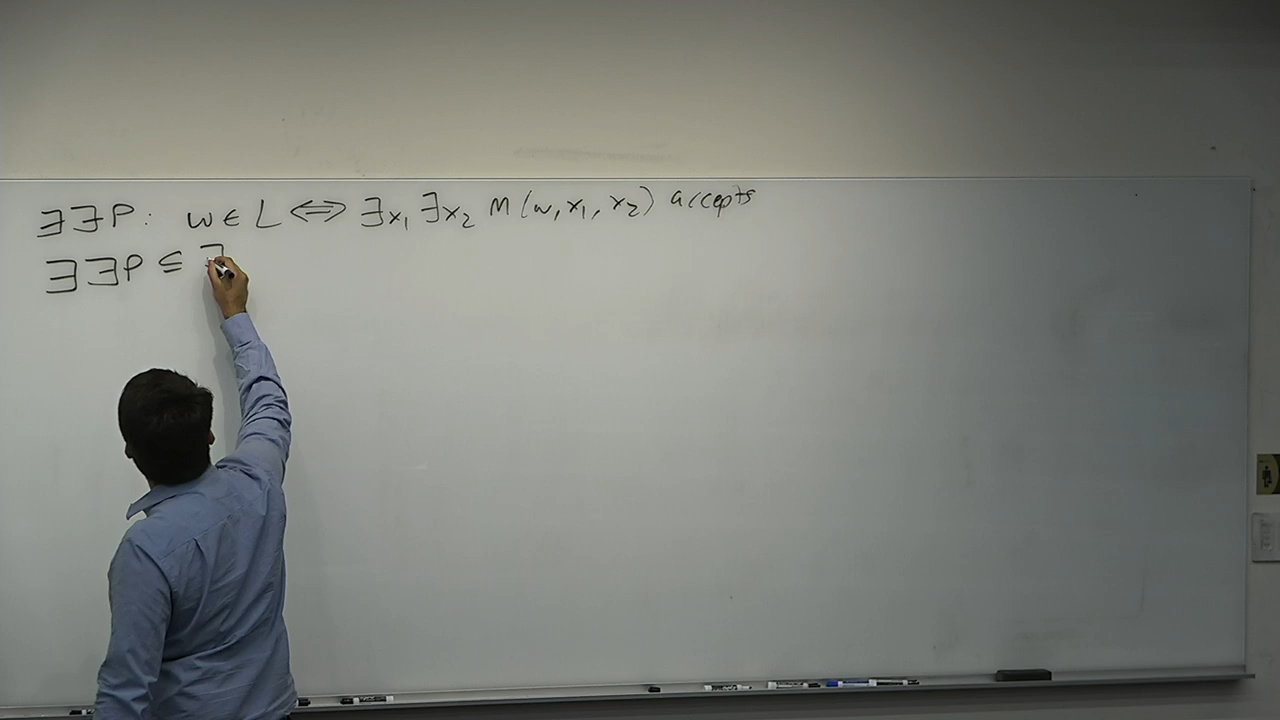 ∃∃P: w ∈ L ⇔ ∃x₁ ∃x₂ M(w, x₁, x₂) accepts
∃∃P ⊆ ∃